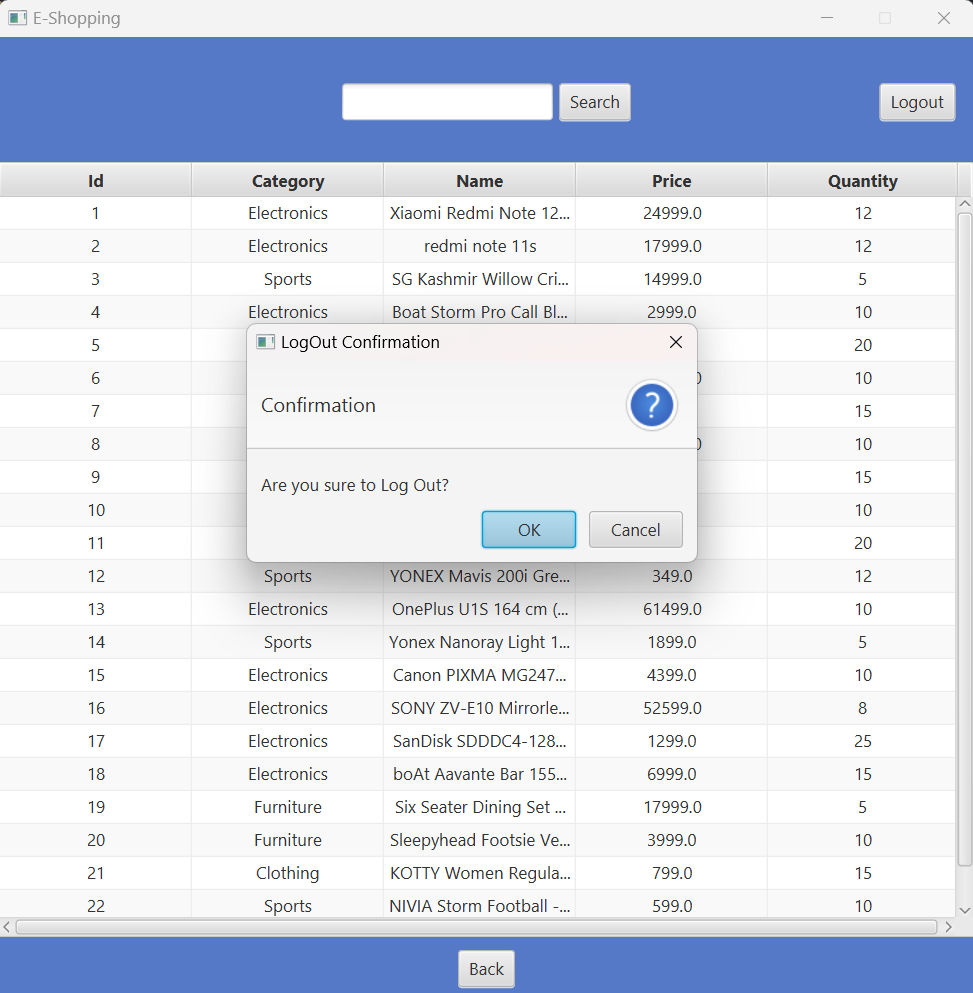 E-Shopping
Search
Logout
Id Category Name Price Quantity
1 Electronics Xiaomi Redmi Note 12... 24999.0 12
2 Electronics redmi note 11s 17999.0 12
3 Sports SG Kashmir Willow Cri... 14999.0 5
4 Electronics Boat Storm Pro Call Bl... 2999.0 10
5 20
6 10
7 15
8 10
9 15
10 10
11 20
LogOut Confirmation
Confirmation
?
Are you sure to Log Out?
OK Cancel
12 Sports YONEX Mavis 200i Gre... 349.0 12
13 Electronics OnePlus U1S 164 cm (... 61499.0 10
14 Sports Yonex Nanoray Light 1... 1899.0 5
15 Electronics Canon PIXMA MG247... 4399.0 10
16 Electronics SONY ZV-E10 Mirrorle... 52599.0 8
17 Electronics SanDisk SDDDC4-128... 1299.0 25
18 Electronics boAt Aavante Bar 155... 6999.0 15
19 Furniture Six Seater Dining Set ... 17999.0 5
20 Furniture Sleepyhead Footsie Ve... 3999.0 10
21 Clothing KOTTY Women Regula... 799.0 15
22 Sports NIVIA Storm Football -... 599.0 10
Back